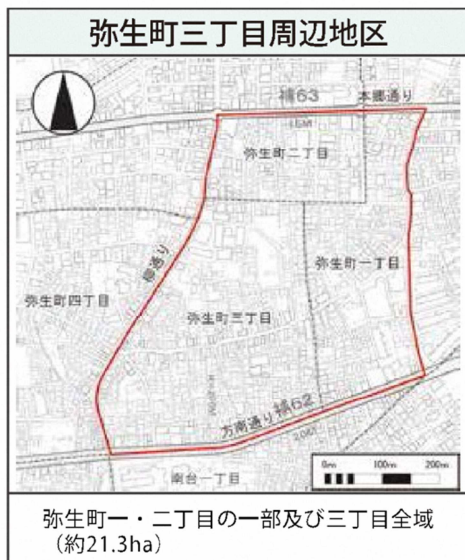 弥生町三丁目周辺地区
補63
本郷通り
弥生町二丁目
弥生町一丁目
柳通り
弥生町四丁目
弥生町三丁目
方南通り 補62
南台一丁目
0m 100m 200m
弥生町一・二丁目の一部及び三丁目全域
（約21.3ha）